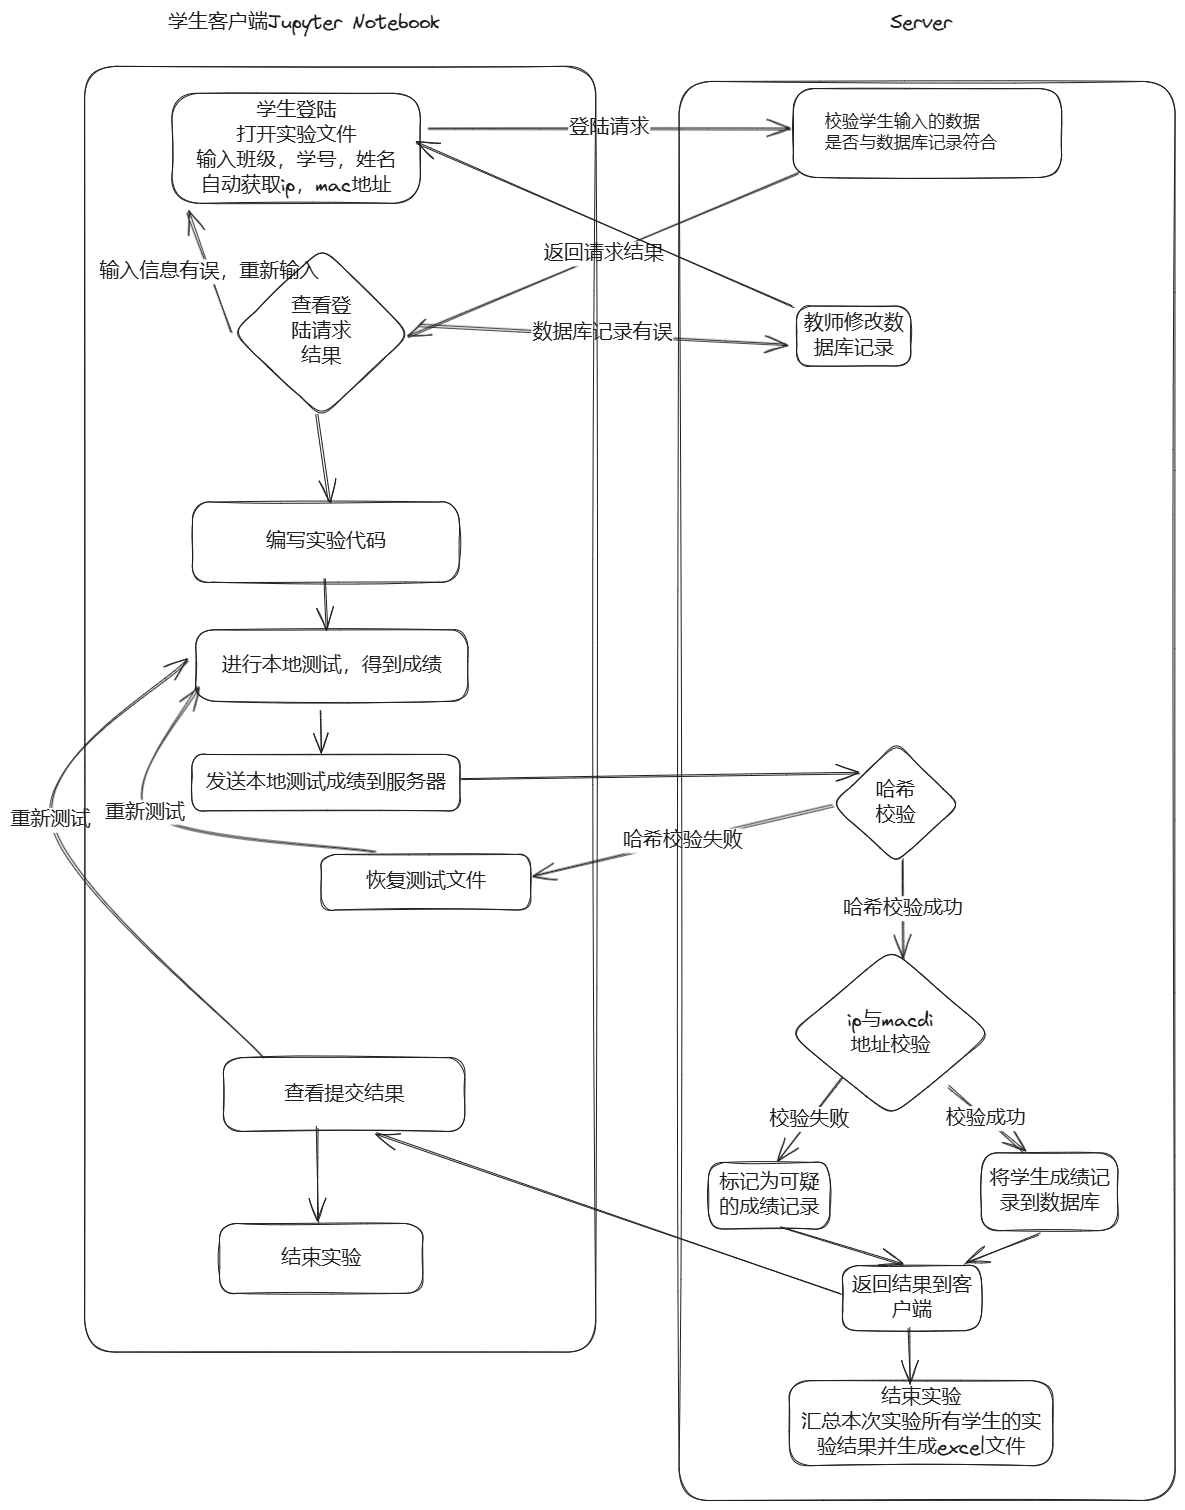 学生客户端Jupyter Notebook
Server
学生登陆
打开实验文件
输入班级，学号，姓名
自动获取ip，mac地址
登陆请求
校验学生输入的数据
是否与数据库记录符合
返回请求结果
输入信息有误，重新输入
查看登
陆请求
结果
数据库记录有误
教师修改数
据库记录
编写实验代码
进行本地测试，得到成绩
发送本地测试成绩到服务器
哈希
校验
重新测试
重新测试
哈希校验失败
恢复测试文件
哈希校验成功
ip与macdi
地址校验
查看提交结果
校验失败
校验成功
标记为可疑
的成绩记录
将学生成绩记
录到数据库
结束实验
返回结果到客
户端
结束实验
汇总本次实验所有学生的实
验结果并生成excel文件